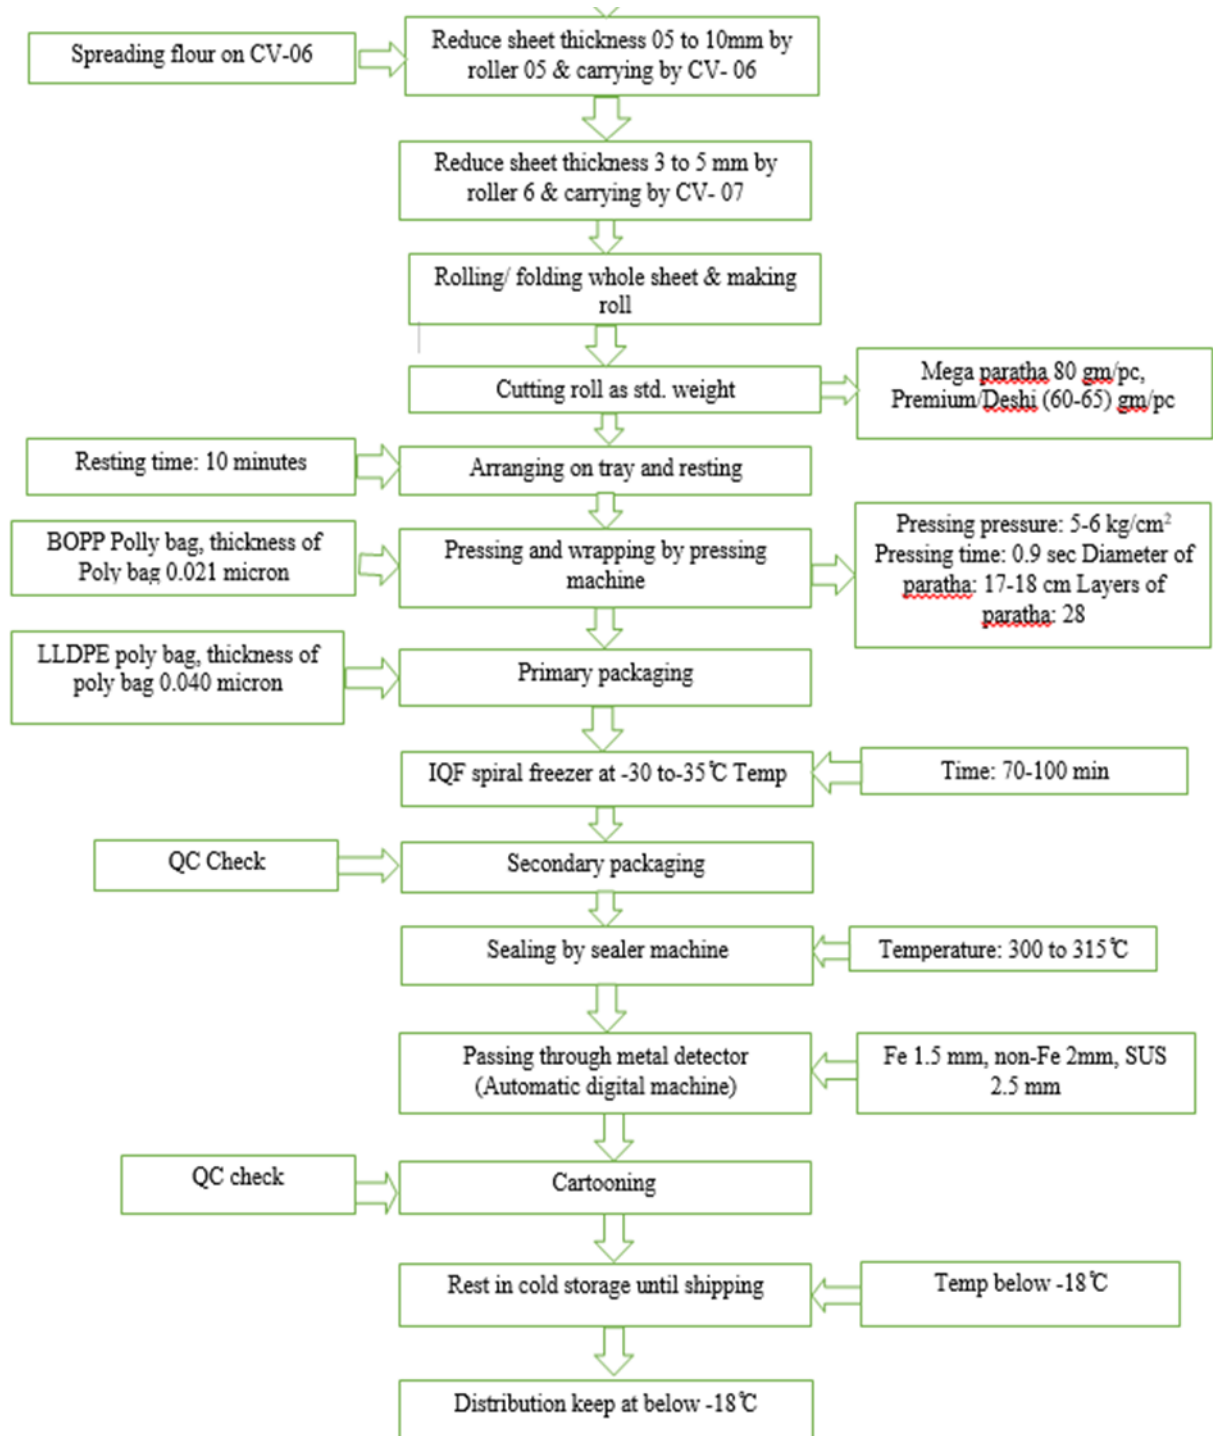 Spreading flour on CV-06
Reduce sheet thickness 05 to 10mm by
roller 05 & carrying by CV- 06
Reduce sheet thickness 3 to 5 mm by
roller 6 & carrying by CV- 07
Rolling/ folding whole sheet & making
roll
Cutting roll as std. weight
Mega paratha 80 gm/pc,
Premium/Deshi (60-65) gm/pc
Resting time: 10 minutes
Arranging on tray and resting
BOPP Polly bag, thickness of
Poly bag 0.021 micron
Pressing and wrapping by pressing
machine
Pressing pressure: 5-6 kg/cm²
Pressing time: 0.9 sec Diameter of
paratha: 17-18 cm Layers of
paratha: 28
LLDPE poly bag, thickness of
poly bag 0.040 micron
Primary packaging
IQF spiral freezer at -30 to-35℃ Temp
Time: 70-100 min
QC Check
Secondary packaging
Sealing by sealer machine
Temperature: 300 to 315℃
Passing through metal detector
(Automatic digital machine)
Fe 1.5 mm, non-Fe 2mm, SUS
2.5 mm
QC check
Cartooning
Rest in cold storage until shipping
Temp below -18℃
Distribution keep at below -18℃